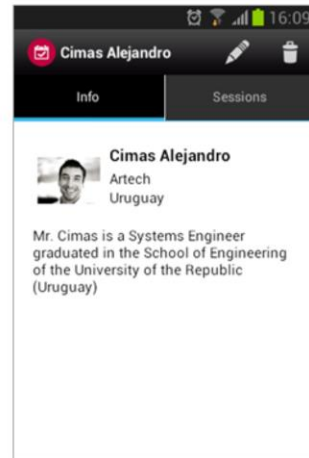 16:09
Cimas Alejandro
Info
Sessions
Cimas Alejandro
Artech
Uruguay
Mr. Cimas is a Systems Engineer
graduated in the School of Engineering
of the University of the Republic
(Uruguay)